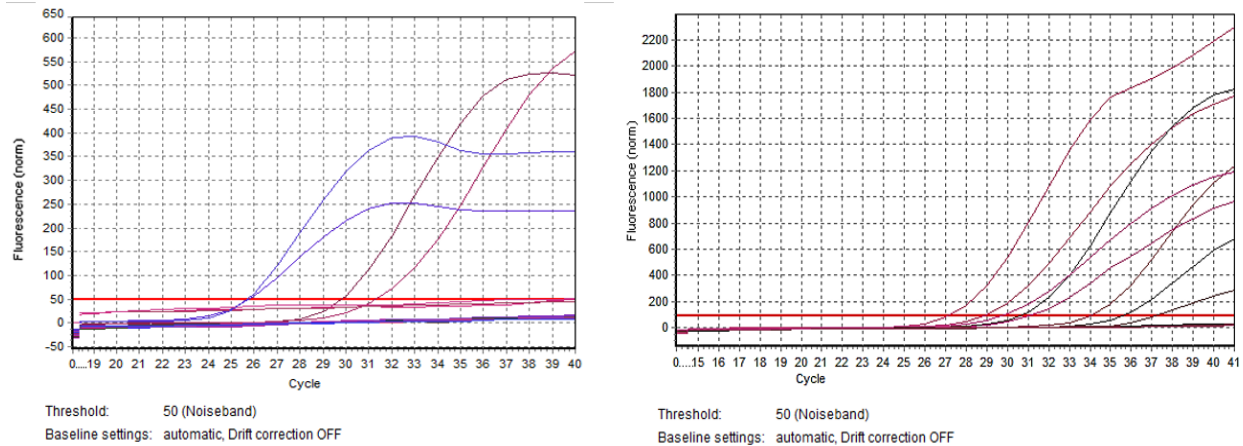 650
600
550
500
450
400
350
300
250
200
150
100
50
0
-50
Fluorescence (norm)
0.....19 20 21 22 23 24 25 26 27 28 29 30 31 32 33 34 35 36 37 38 39 40
Cycle
Threshold: 50 (Noiseband)
Baseline settings: automatic, Drift correction OFF
2200
2000
1800
1600
1400
1200
1000
800
600
400
200
0
Fluorescence (norm)
0.....15 16 17 18 19 20 21 22 23 24 25 26 27 28 29 30 31 32 33 34 35 36 37 38 39 40 41
Cycle
Threshold: 50 (Noiseband)
Baseline settings: automatic, Drift correction OFF